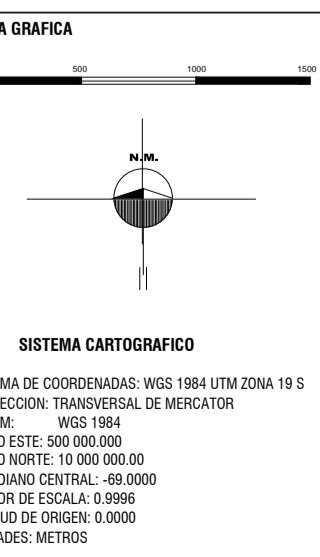 A GRAFICA
500 1000 1500
N.M.
SISTEMA CARTOGRAFICO
MA DE COORDENADAS: WGS 1984 UTM ZONA 19 S
ECCION: TRANSVERSAL DE MERCATOR
M: WGS 1984
O ESTE: 500 000.000
O NORTE: 10 000 000.00
DIANO CENTRAL: -69.0000
OR DE ESCALA: 0.9996
UD DE ORIGEN: 0.0000
ADES: METROS